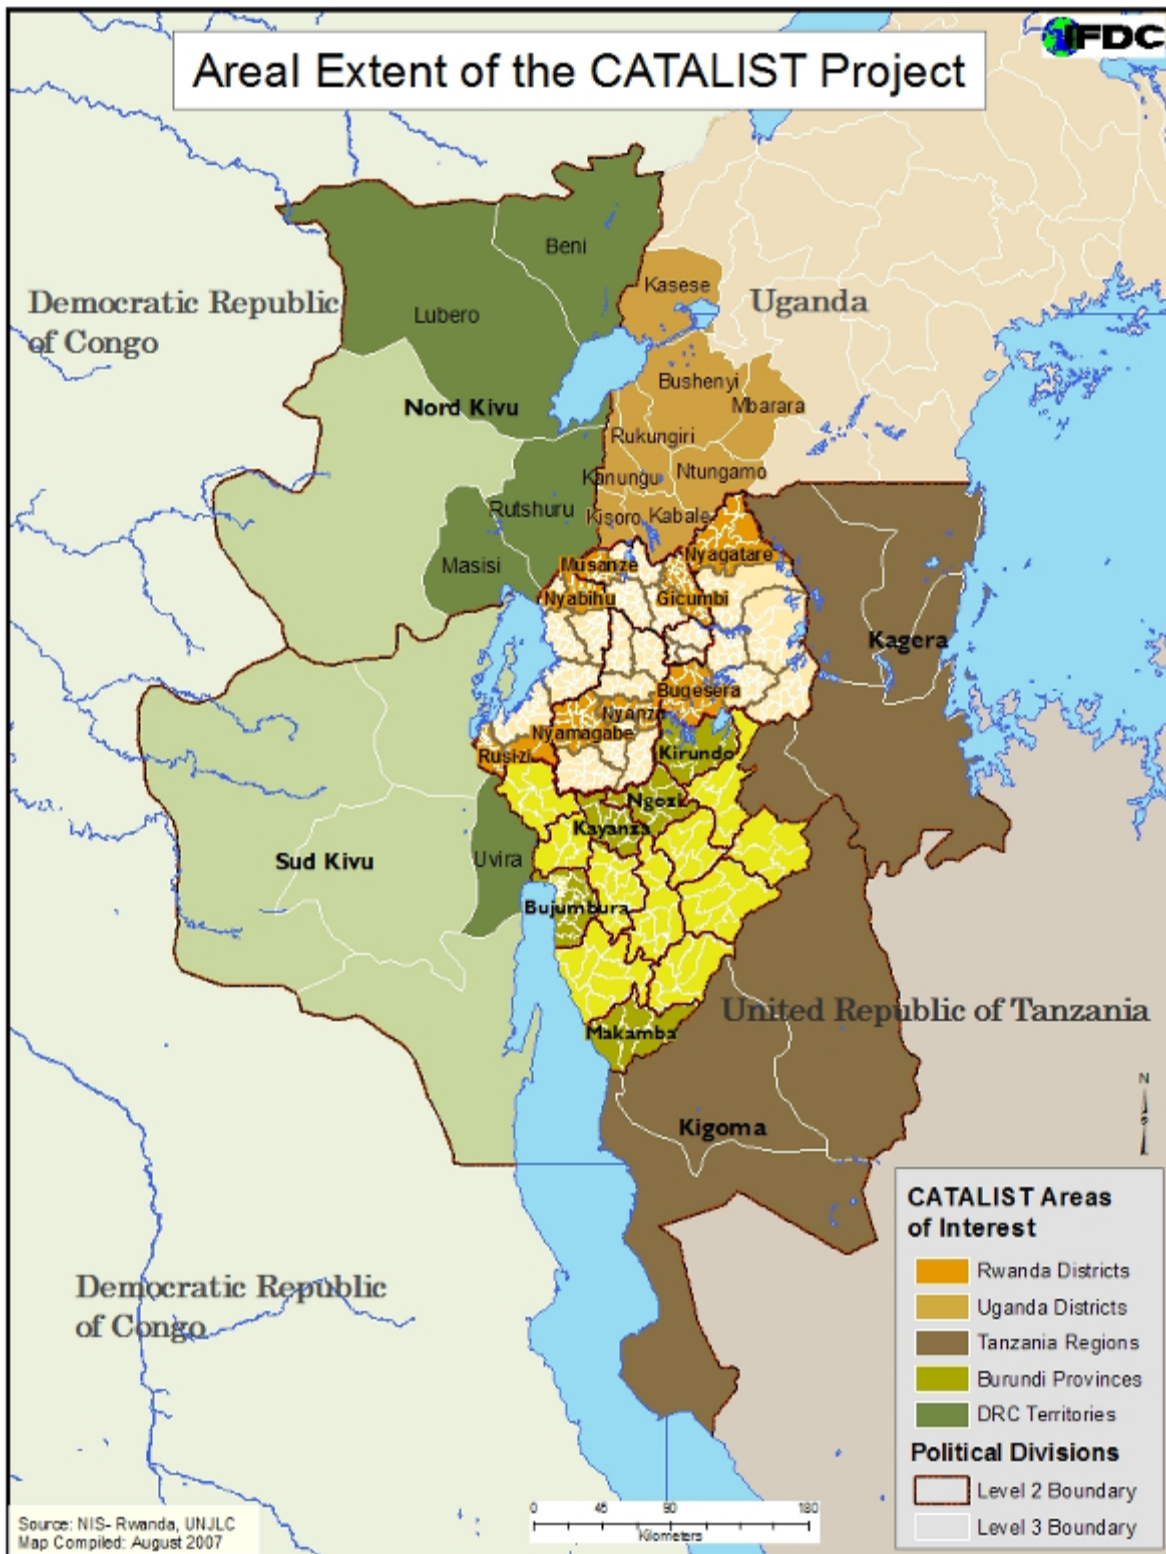 IFDC
Areal Extent of the CATALIST Project
Beni
Kasese
Democratic Republic
of Congo
Uganda
Lubero
Bushenyi
Nord Kivu
Mbarara
Rukungiri
Kanungu
Ntungamo
Rutshuru
Kisoro
Kabale
Nyagatare
Masisi
Musanze
Nyabihu
Gicumbi
Kagera
Bugesera
Nyanza
Nyamagabe
Rusizi
Kirundo
Ngozi
Kayanza
Sud Kivu
Uvira
Bujumbura
United Republic of Tanzania
Makamba
N
Kigoma
CATALIST Areas
of Interest
Rwanda Districts
Uganda Districts
Tanzania Regions
Burundi Provinces
DRC Territories
Political Divisions
Level 2 Boundary
Level 3 Boundary
Democratic Republic
of Congo
0 45 90 180
Kilometers
Source: NIS- Rwanda, UNJLC
Map Compiled: August 2007